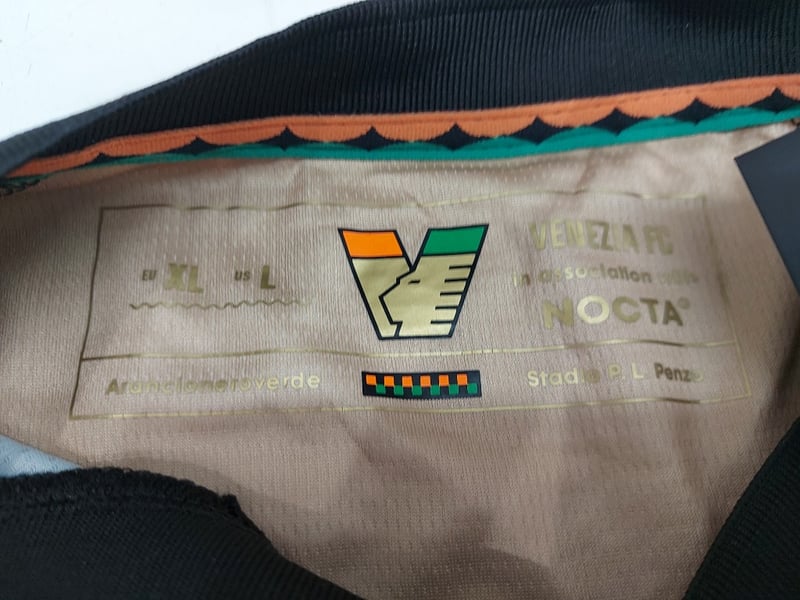 EU XL US L
VENEZIA FC
in association with
NOCTA®
Arancioneroverde
Stadio P. L. Penzo